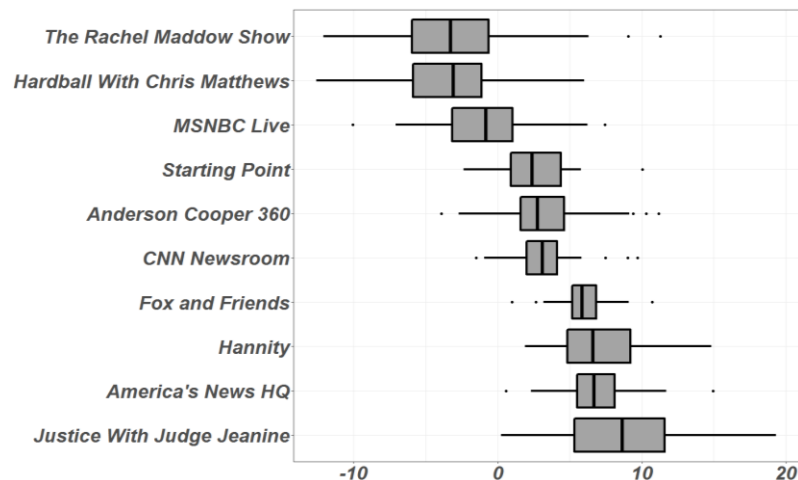 The Rachel Maddow Show
Hardball With Chris Matthews
MSNBC Live
Starting Point
Anderson Cooper 360
CNN Newsroom
Fox and Friends
Hannity
America's News HQ
Justice With Judge Jeanine
-10 0 10 20